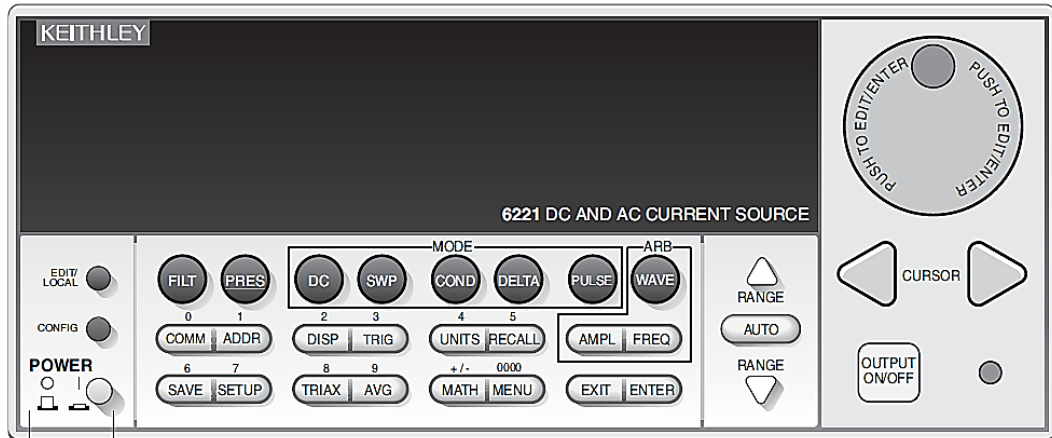 KEITHLEY
6221 DC AND AC CURRENT SOURCE
PUSH TO EDIT/ENTER
PUSH TO EDIT/ENTER
MODE
ARB
EDIT/
LOCAL
FILT PRES DC SWP COND DELTA PULSE WAVE
RANGE
CURSOR
CONFIG
0 1 2 3 4 5
COMM ADDR DISP TRIG UNITS RECALL AMPL FREQ
AUTO
POWER
6 7 8 9 +/- 0000
SAVE SETUP TRIAX AVG MATH MENU EXIT ENTER
RANGE
OUTPUT
ON/OFF